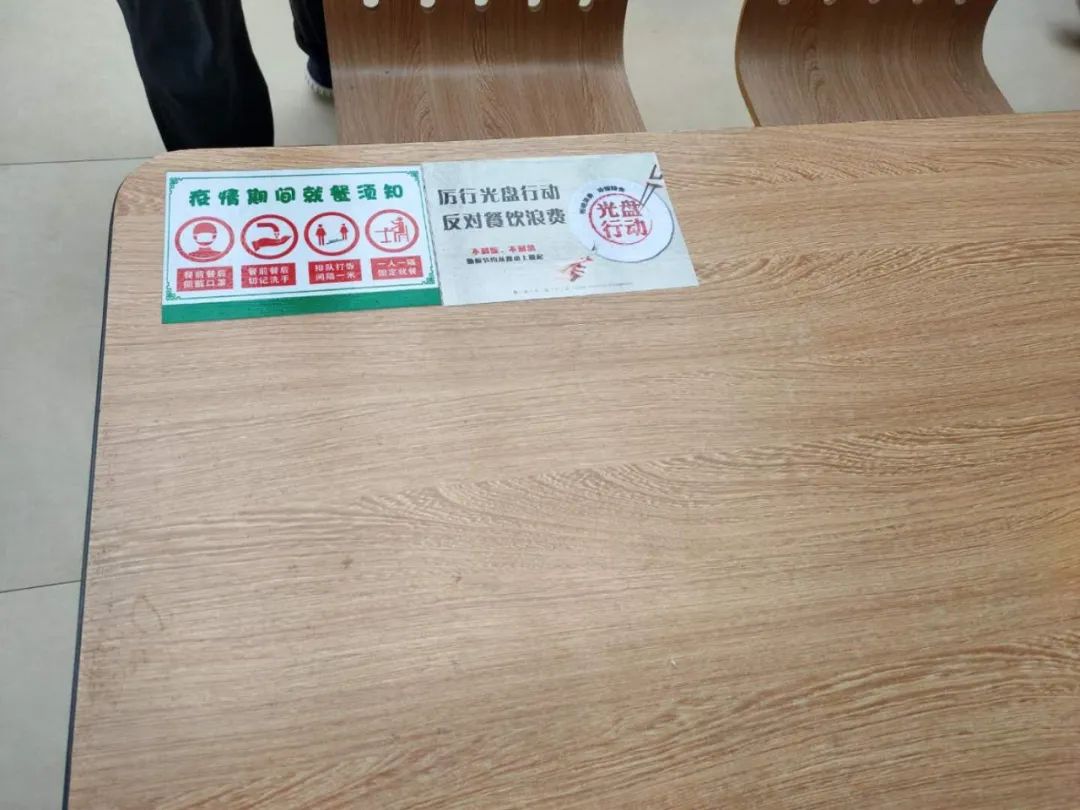 疫情期间就餐须知
餐前餐后
佩戴口罩
餐前餐后
切记洗手
排队打饭
间隔一米
一人一隔
固定就餐
厉行光盘行动
反对餐饮浪费
不剩饭、不剩菜
光盘
行动